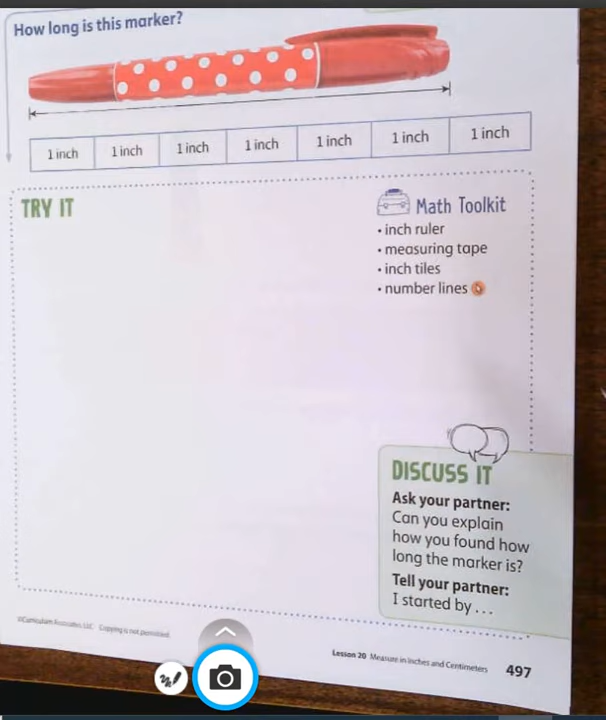 How long is this marker?
1 inch 1 inch 1 inch 1 inch 1 inch 1 inch 1 inch
TRY IT
Math Toolkit
• inch ruler
• measuring tape
• inch tiles
• number lines
DISCUSS IT
Ask your partner:
Can you explain
how you found how
long the marker is?
Tell your partner:
I started by ...
©Curriculum Associates, LLC Copying is not permitted.
Lesson 20 Measure in Inches and Centimeters 497